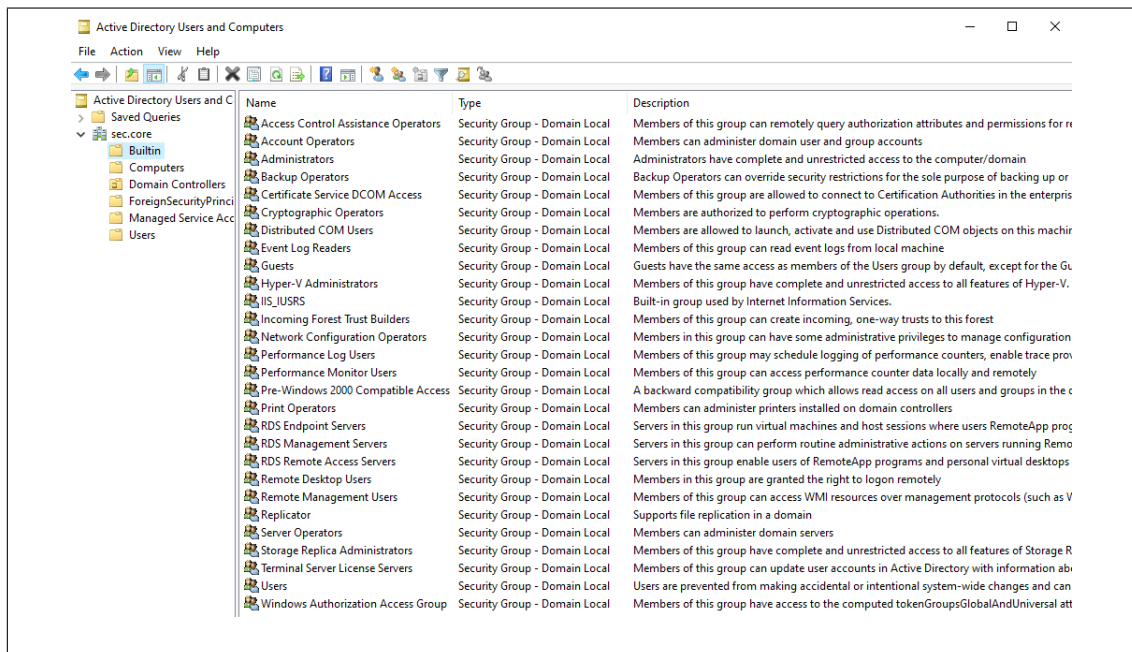 Active Directory Users and Computers
File Action View Help
Active Directory Users and C
Saved Queries
sec.core
Builtin
Computers
Domain Controllers
ForeignSecurityPrinci
Managed Service Acc
Users
Name Type Description
Access Control Assistance Operators Security Group - Domain Local Members of this group can remotely query authorization attributes and permissions for re
Account Operators Security Group - Domain Local Members can administer domain user and group accounts
Administrators Security Group - Domain Local Administrators have complete and unrestricted access to the computer/domain
Backup Operators Security Group - Domain Local Backup Operators can override security restrictions for the sole purpose of backing up or
Certificate Service DCOM Access Security Group - Domain Local Members of this group are allowed to connect to Certification Authorities in the enterpris
Cryptographic Operators Security Group - Domain Local Members are authorized to perform cryptographic operations.
Distributed COM Users Security Group - Domain Local Members are allowed to launch, activate and use Distributed COM objects on this machin
Event Log Readers Security Group - Domain Local Members of this group can read event logs from local machine
Guests Security Group - Domain Local Guests have the same access as members of the Users group by default, except for the Gu
Hyper-V Administrators Security Group - Domain Local Members of this group have complete and unrestricted access to all features of Hyper-V.
IIS_IUSRS Security Group - Domain Local Built-in group used by Internet Information Services.
Incoming Forest Trust Builders Security Group - Domain Local Members of this group can create incoming, one-way trusts to this forest
Network Configuration Operators Security Group - Domain Local Members in this group can have some administrative privileges to manage configuration
Performance Log Users Security Group - Domain Local Members of this group may schedule logging of performance counters, enable trace prov
Performance Monitor Users Security Group - Domain Local Members of this group can access performance counter data locally and remotely
Pre-Windows 2000 Compatible Access Security Group - Domain Local A backward compatibility group which allows read access on all users and groups in the d
Print Operators Security Group - Domain Local Members can administer printers installed on domain controllers
RDS Endpoint Servers Security Group - Domain Local Servers in this group run virtual machines and host sessions where users RemoteApp prog
RDS Management Servers Security Group - Domain Local Servers in this group can perform routine administrative actions on servers running Remo
RDS Remote Access Servers Security Group - Domain Local Servers in this group enable users of RemoteApp programs and personal virtual desktops
Remote Desktop Users Security Group - Domain Local Members in this group are granted the right to logon remotely
Remote Management Users Security Group - Domain Local Members of this group can access WMI resources over management protocols (such as W
Replicator Security Group - Domain Local Supports file replication in a domain
Server Operators Security Group - Domain Local Members can administer domain servers
Storage Replica Administrators Security Group - Domain Local Members of this group have complete and unrestricted access to all features of Storage R
Terminal Server License Servers Security Group - Domain Local Members of this group can update user accounts in Active Directory with information abo
Users Security Group - Domain Local Users are prevented from making accidental or intentional system-wide changes and can
Windows Authorization Access Group Security Group - Domain Local Members of this group have access to the computed tokenGroupsGlobalAndUniversal att